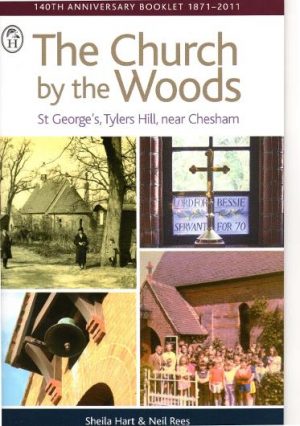 140TH ANNIVERSARY BOOKLET 1871–2011
H
The Church
by the Woods
St George's, Tylers Hill, near Chesham
LORD FOR BESSIE
SERVANT FOR 70
Sheila Hart & Neil Rees